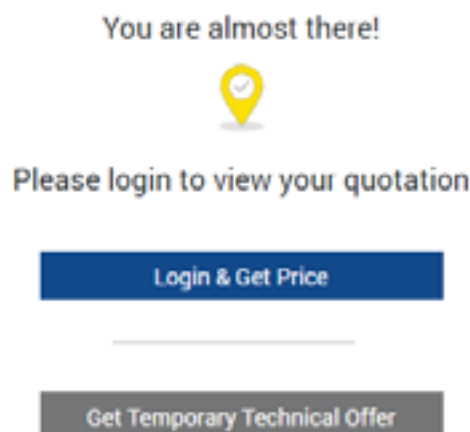 You are almost there!
Please login to view your quotation
Login & Get Price
Get Temporary Technical Offer